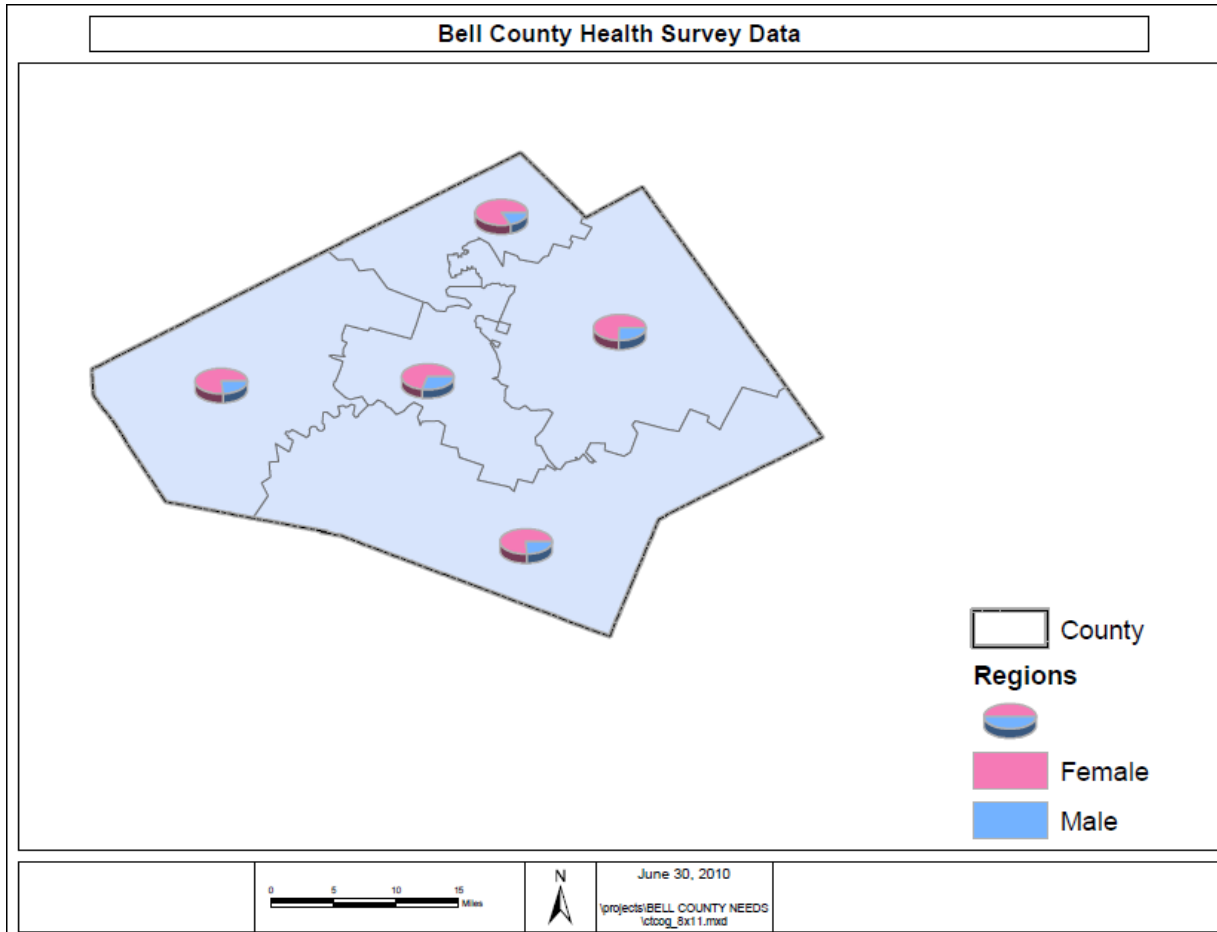 Bell County Health Survey Data
County
Regions
Female
Male
0 5 10 15
Miles
N
June 30, 2010
\projects\BELL COUNTY NEEDS
\ctcog_8x11.mxd